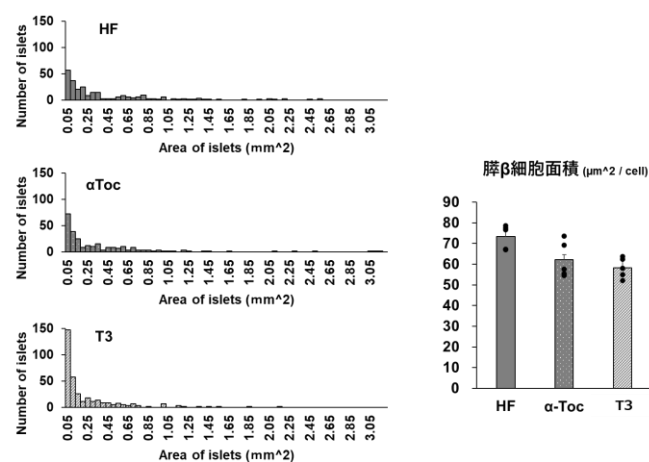 HF
Number of islets
150
100
50
0
0.05 0.25 0.45 0.65 0.85 1.05 1.25 1.45 1.65 1.85 2.05 2.25 2.45 2.65 2.85 3.05
Area of islets (mm^2)
αToc
Number of islets
150
100
50
0
0.05 0.25 0.45 0.65 0.85 1.05 1.25 1.45 1.65 1.85 2.05 2.25 2.45 2.65 2.85 3.05
Area of islets (mm^2)
T3
Number of islets
150
100
50
0
0.05 0.25 0.45 0.65 0.85 1.05 1.25 1.45 1.65 1.85 2.05 2.25 2.45 2.65 2.85 3.05
Area of islets (mm^2)
膵β細胞面積 (μm^2 / cell)
90
80
70
60
50
40
30
20
10
0
HF α-Toc T3